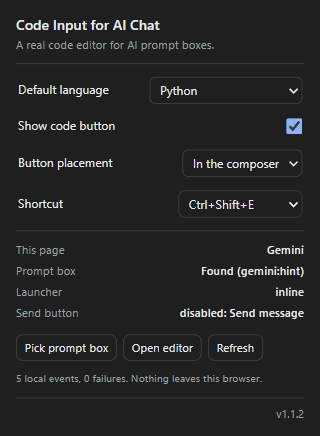 Code Input for AI Chat
A real code editor for AI prompt boxes.
Default language Python
Show code button
Button placement In the composer
Shortcut Ctrl+Shift+E
This page Gemini
Prompt box Found (gemini:hint)
Launcher inline
Send button disabled: Send message
Pick prompt box Open editor Refresh
5 local events, 0 failures. Nothing leaves this browser.
v1.1.2